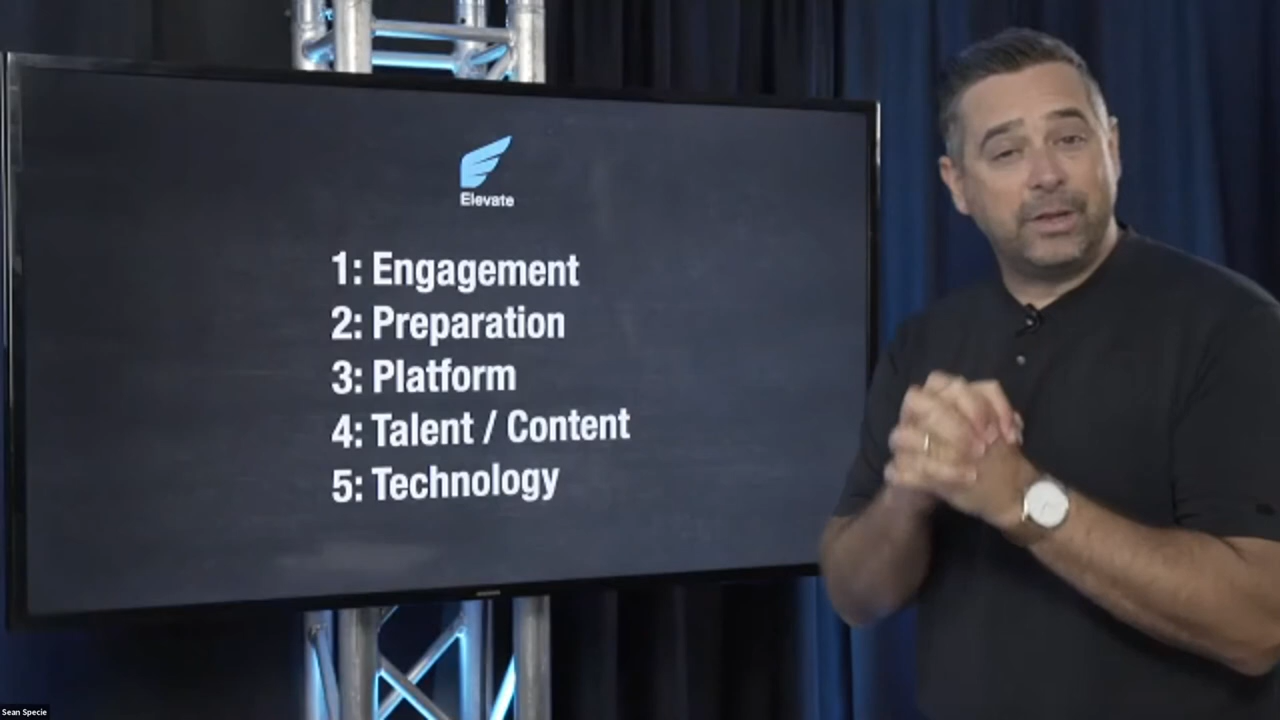 Elevate
1: Engagement
2: Preparation
3: Platform
4: Talent / Content
5: Technology
Sean Specie